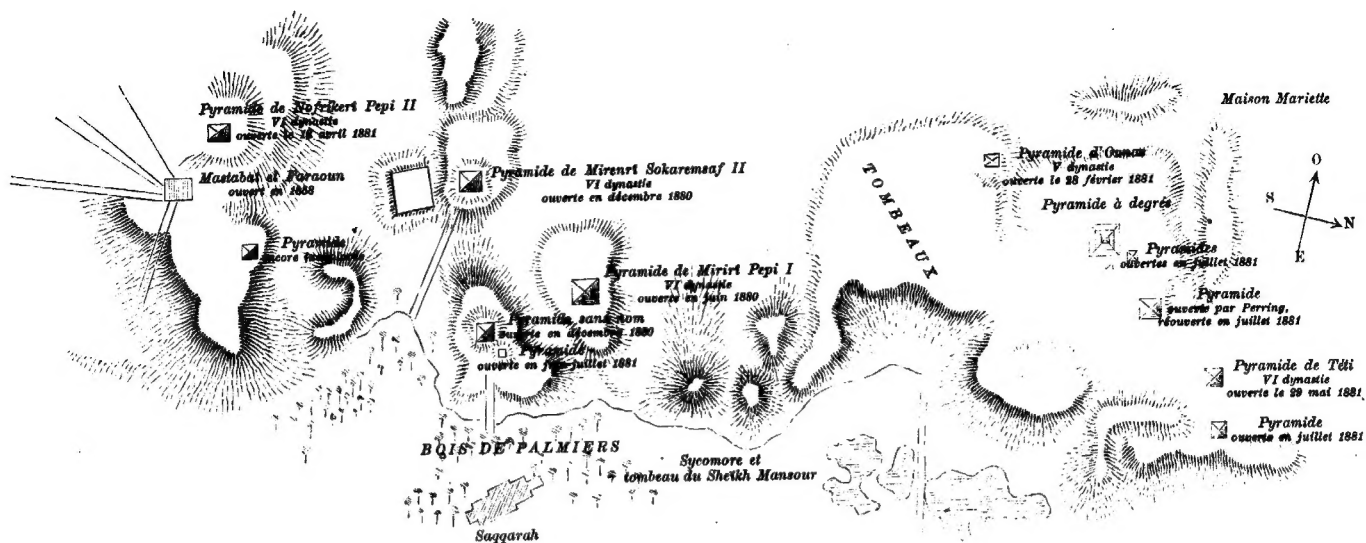 Pyramide de Nofrikert Pepi II
VI dynastie
ouverte le 18 avril 1881
Mastabat el Faraoun
ouvert en 1858
Pyramide
encore
Pyramide de Mirenri Sokaremsaf II
VI dynastie
ouverte en décembre 1880
Pyramide de Mirirt Pepi I
VI dynastie
ouverte en juin 1880
Pyramide sans nom
ouverte en décembre 1880
Pyramide
ouverte en juin-juillet 1881
BOIS DE PALMIERS
Saqqarah
Sycomore et
tombeau du Sheïkh Mansour
TOMBEAUX
Maison Mariette
Pyramide d'Ounas
V dynastie
ouverte le 28 février 1881
Pyramide à degrés
Pyramides
ouvertes en juillet 1881
Pyramide
ouverte par Perring,
réouverte en juillet 1881
Pyramide de Téti
VI dynastie
ouverte le 29 mai 1881
Pyramide
ouverte en juillet 1881
O
S
N
E